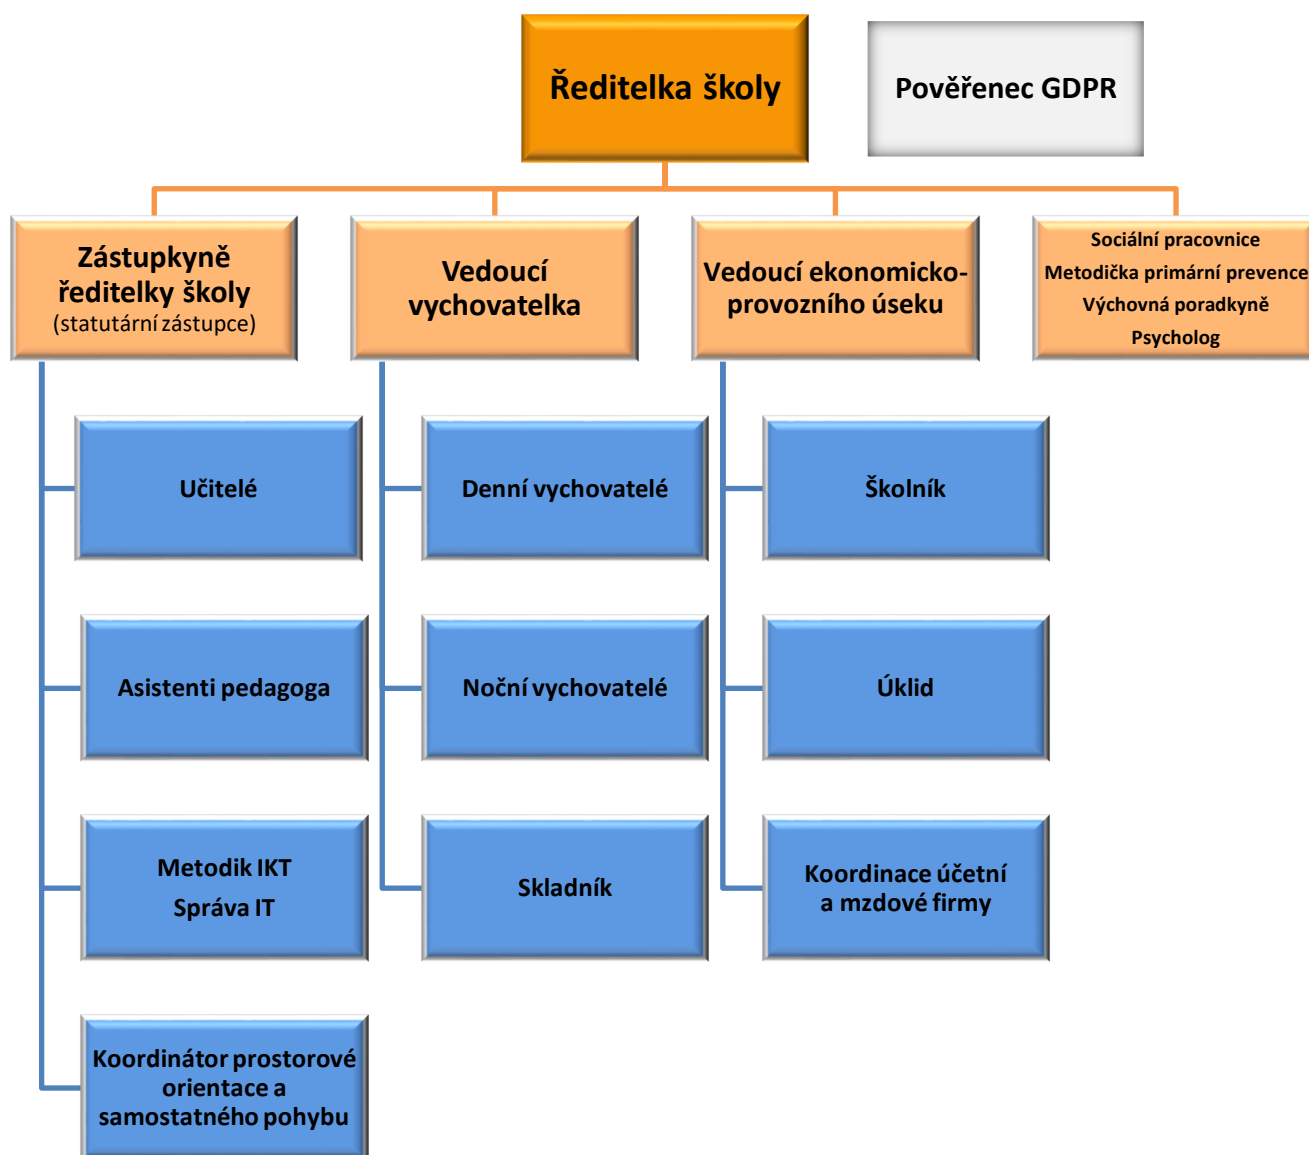 Ředitelka školy
Pověřenec GDPR
Zástupkyně
ředitelky školy
(statutární zástupce)
Vedoucí
vychovatelka
Vedoucí ekonomicko-
provozního úseku
Sociální pracovnice
Metodička primární prevence
Výchovná poradkyně
Psycholog
Učitelé
Denní vychovatelé
Školník
Asistenti pedagoga
Noční vychovatelé
Úklid
Metodik IKT
Správa IT
Skladník
Koordinace účetní
a mzdové firmy
Koordinátor prostorové
orientace a
samostatného pohybu